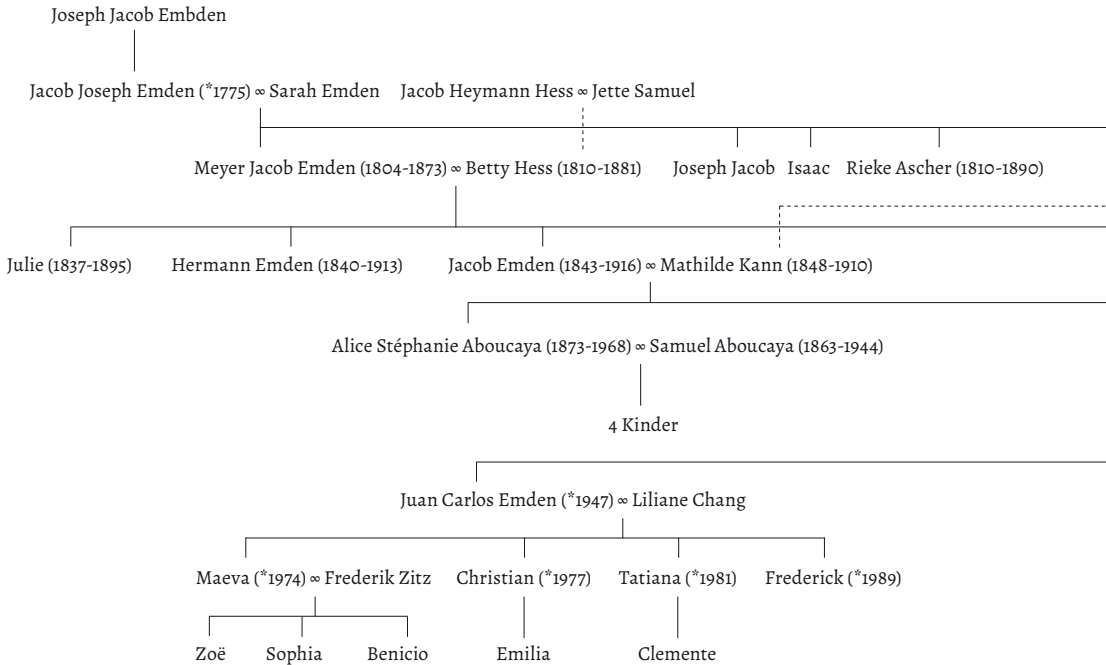 Joseph Jacob Embden
Jacob Joseph Emden (*1775) ∞ Sarah Emden Jacob Heymann Hess ∞ Jette Samuel
Meyer Jacob Emden (1804-1873) ∞ Betty Hess (1810-1881) Joseph Jacob Isaac Rieke Ascher (1810-1890)
Julie (1837-1895) Hermann Emden (1840-1913) Jacob Emden (1843-1916) ∞ Mathilde Kann (1848-1910)
Alice Stéphanie Aboucaya (1873-1968) ∞ Samuel Aboucaya (1863-1944)
4 Kinder
Juan Carlos Emden (*1947) ∞ Liliane Chang
Maeva (*1974) ∞ Frederik Zitz Christian (*1977) Tatiana (*1981) Frederick (*1989)
Zoë Sophia Benicio Emilia Clemente